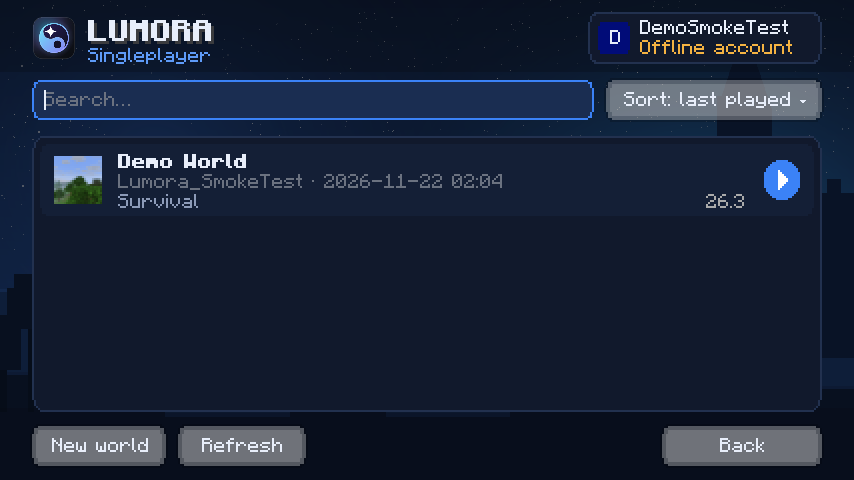 LUMORA
Singleplayer
D
DemoSmokeTest
Offline account
Search...
Sort: last played
Demo World
Lumora_SmokeTest · 2026-11-22 02:04
Survival
26.3
New world
Refresh
Back